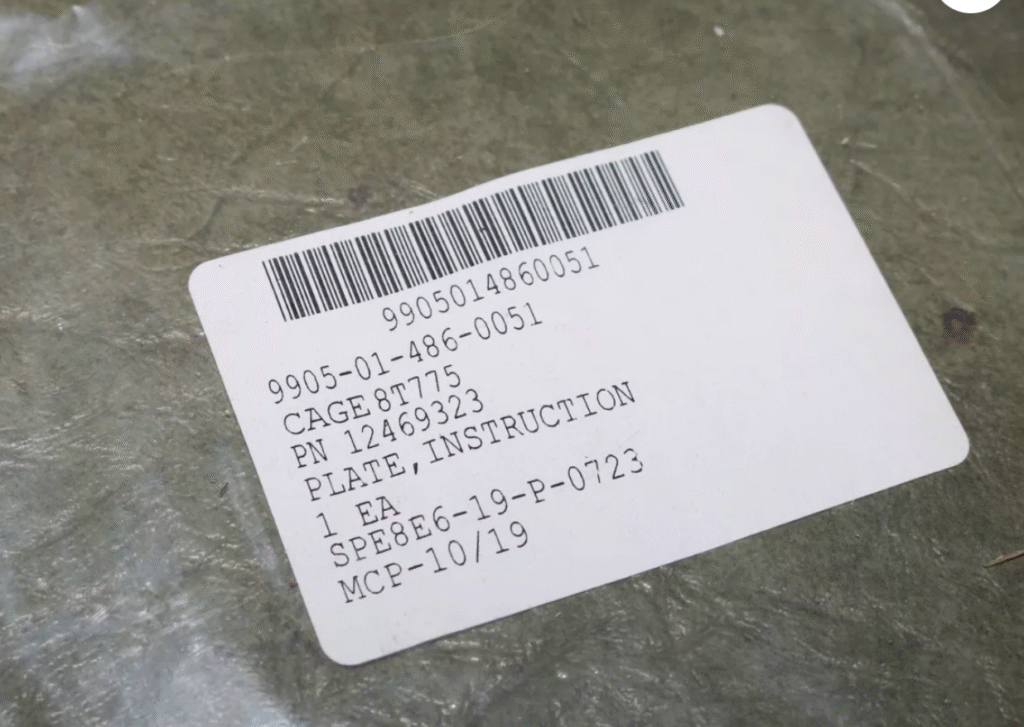 9905014860051
9905-01-486-0051
CAGE 8T775
PN 12469323
PLATE, INSTRUCTION
1 EA
SPE8E6-19-P-0723
MCP-10/19